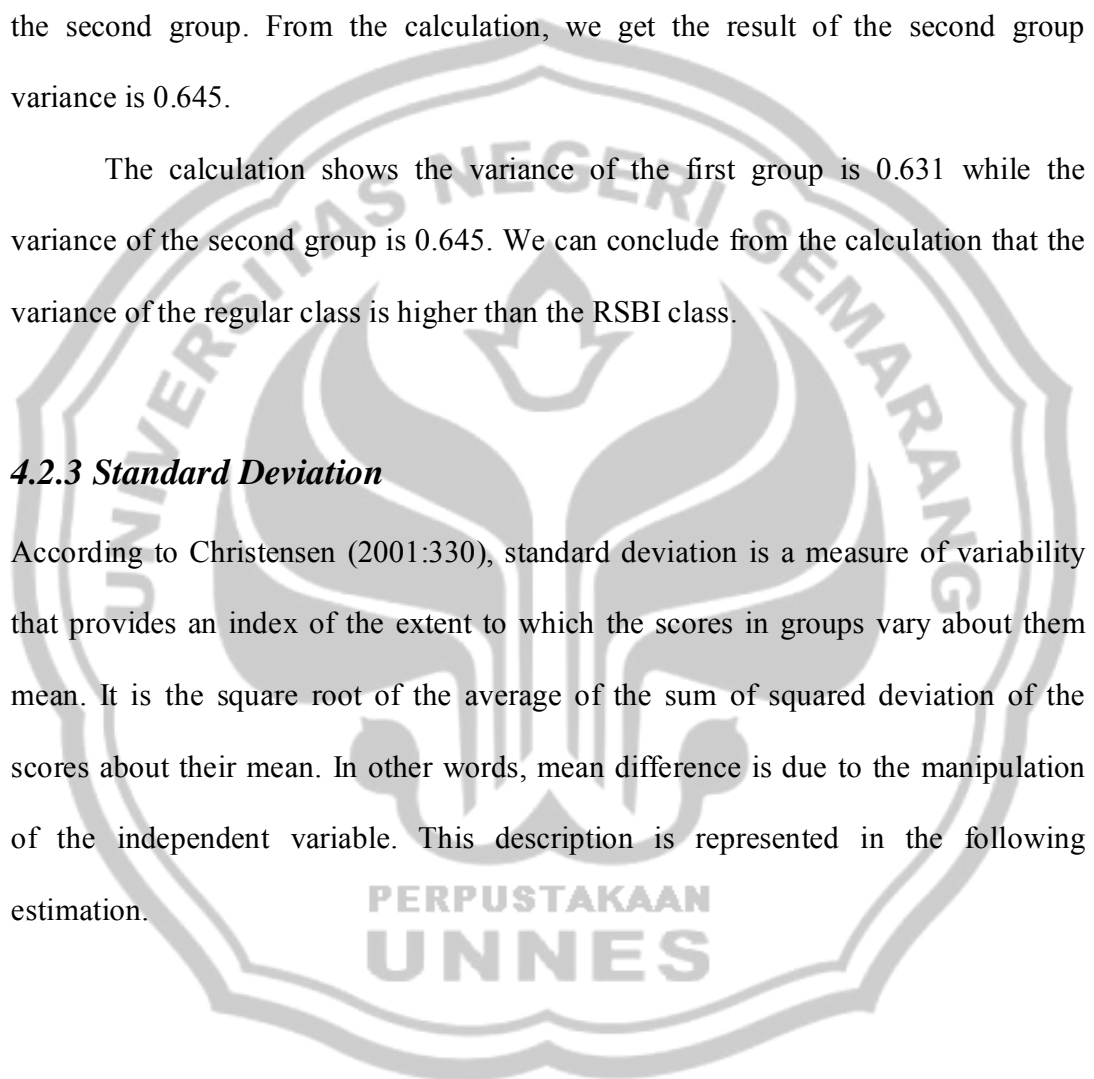 the second group. From the calculation, we get the result of the second group
variance is 0.645.
The calculation shows the variance of the first group is 0.631 while the
variance of the second group is 0.645. We can conclude from the calculation that the
variance of the regular class is higher than the RSBI class.
4.2.3 Standard Deviation
According to Christensen (2001:330), standard deviation is a measure of variability
that provides an index of the extent to which the scores in groups vary about them
mean. It is the square root of the average of the sum of squared deviation of the
scores about their mean. In other words, mean difference is due to the manipulation
of the independent variable. This description is represented in the following
estimation.
UNIVERSITAS NEGERI SEMARANG
PERPUSTAKAAN
UNNES